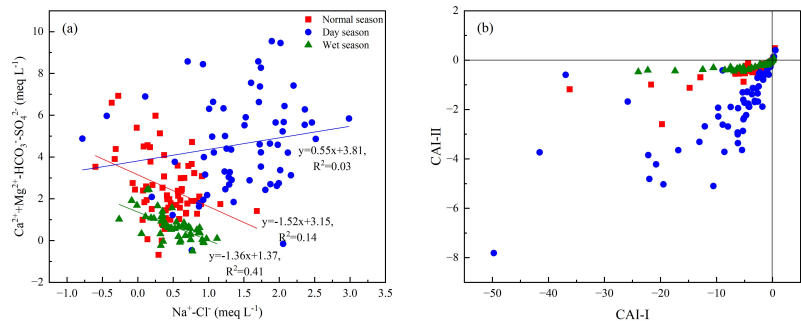 (a)
Normal season
Day season
Wet season
12
10
8
6
4
2
0
−2
−1.0
−0.5
0.0
0.5
1.0
1.5
2.0
2.5
3.0
3.5
Ca²⁺+Mg²⁺-HCO₃⁻-SO₄²⁻ (meq L⁻¹)
Na⁺-Cl⁻ (meq L⁻¹)
y=0.55x+3.81,
R²=0.03
y=-1.52x+3.15,
R²=0.14
y=-1.36x+1.37,
R²=0.41
(b)
2
0
−2
−4
−6
−8
−50
−40
−30
−20
−10
0
CAI-II
CAI-I